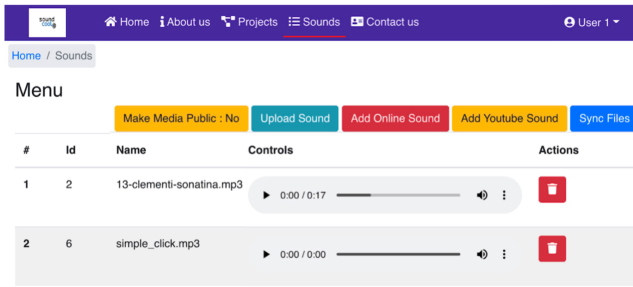 sound
cool
Home About us Projects Sounds Contact us User 1
Home / Sounds
Menu
Make Media Public : No Upload Sound Add Online Sound Add Youtube Sound Sync Files
# Id Name Controls Actions
1 2 13-clementi-sonatina.mp3 0:00 / 0:17
2 6 simple_click.mp3 0:00 / 0:00